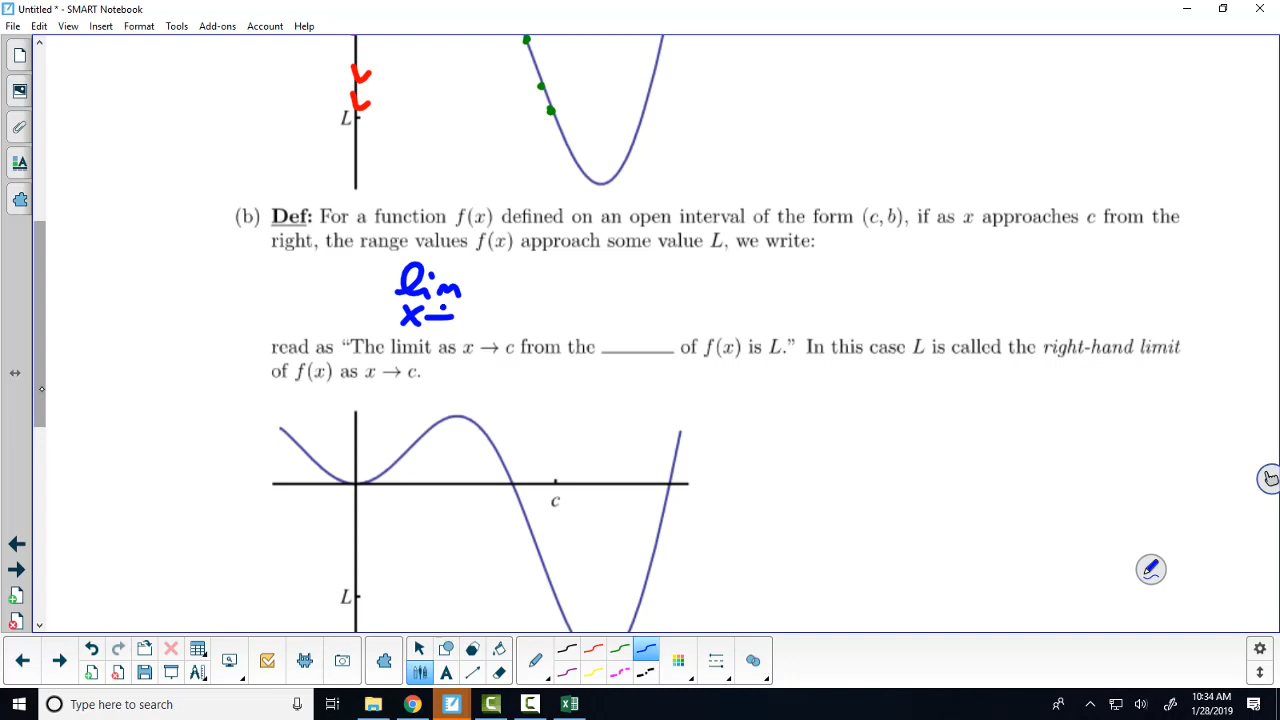 Untitled * - SMART Notebook
File Edit View Insert Format Tools Add-ons Account Help
L
(b) Def: For a function f(x) defined on an open interval of the form (c, b), if as x approaches c from the
right, the range values f(x) approach some value L, we write:
lim
x
read as “The limit as x → c from the ________ of f(x) is L.” In this case L is called the right-hand limit
of f(x) as x → c.
c
L
A
Type here to search
10:34 AM
1/28/2019